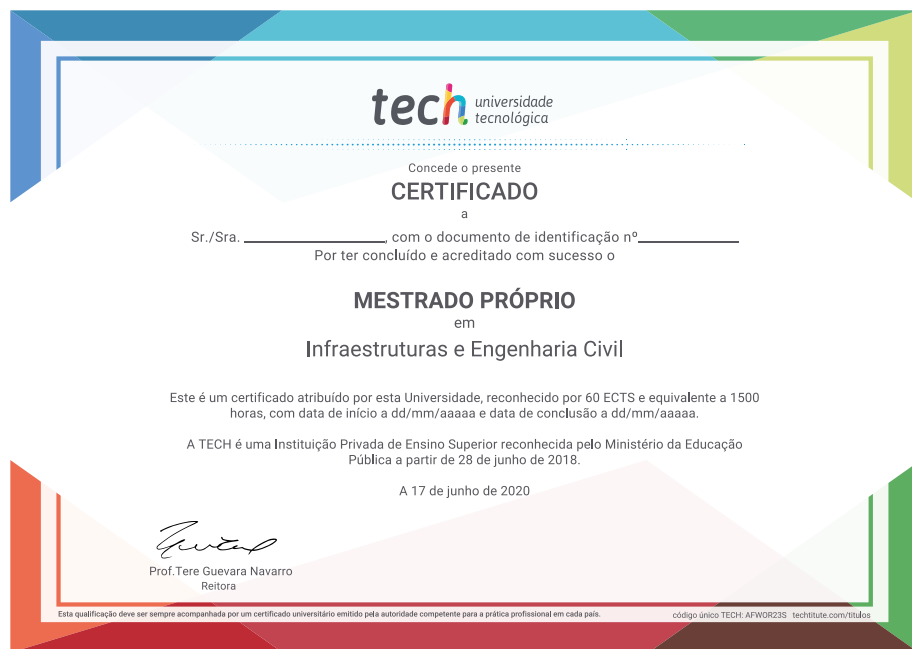 tech universidade
tecnológica
Concede o presente
CERTIFICADO
a
Sr./Sra. ____________________, com o documento de identificação nº______________
Por ter concluído e acreditado com sucesso o
MESTRADO PRÓPRIO
em
Infraestruturas e Engenharia Civil
Este é um certificado atribuído por esta Universidade, reconhecido por 60 ECTS e equivalente a 1500
horas, com data de início a dd/mm/aaaaa e data de conclusão a dd/mm/aaaaa.
A TECH é uma Instituição Privada de Ensino Superior reconhecida pelo Ministério da Educação
Pública a partir de 28 de junho de 2018.
A 17 de junho de 2020
Prof.Tere Guevara Navarro
Reitora
Esta qualificação deve ser sempre acompanhada por um certificado universitário emitido pela autoridade competente para a prática profissional em cada país.
código único TECH: AFWOR23S techtitute.com/titulos